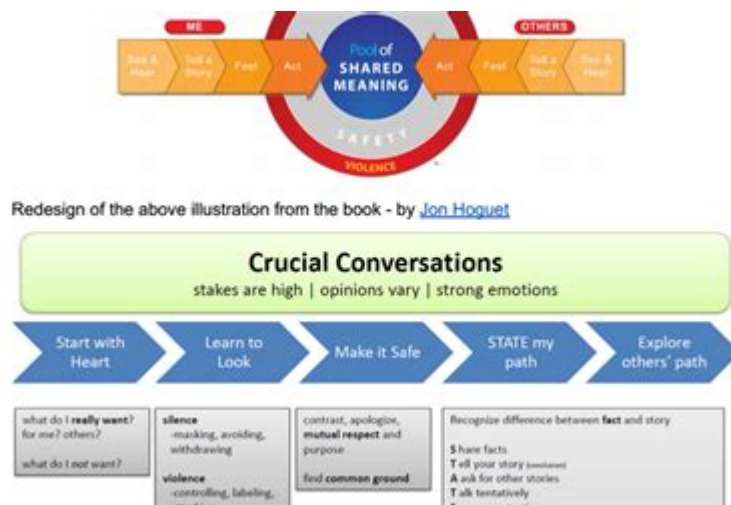 ME
OTHERS
See & Hear
Tell a Story
Feel
Act
Pool of
SHARED
MEANING
Act
Feel
Tell a Story
See & Hear
SAFETY
VIOLENCE
Redesign of the above illustration from the book - by Jon Hoguet
Crucial Conversations
stakes are high | opinions vary | strong emotions
Start with
Heart
Learn to
Look
Make it Safe
STATE my
path
Explore
others' path
what do I really want?
for me? others?
what do I not want?
silence
-masking, avoiding,
withdrawing
violence
-controlling, labeling,
contrast, apologize,
mutual respect and
purpose
find common ground
Recognize difference between fact and story
Share facts
Tell your story (conclusion)
Aask for other stories
Talk tentatively